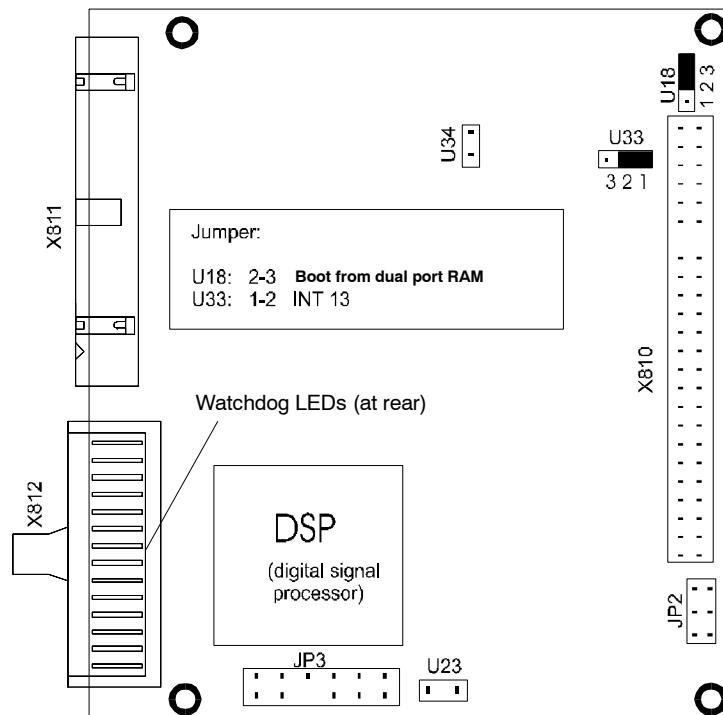 U18
1 2 3
U34
U33
3 2 1
X811
Jumper:
U18: 2-3 Boot from dual port RAM
U33: 1-2 INT 13
X810
Watchdog LEDs (at rear)
X812
DSP
(digital signal
processor)
JP2
JP3
U23